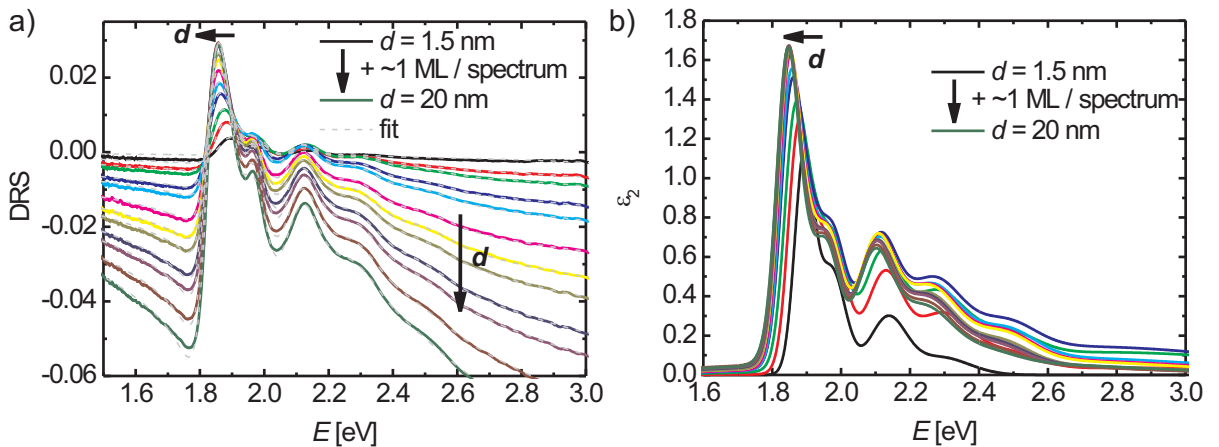 a)
d
d = 1.5 nm
+ ~1 ML / spectrum
d = 20 nm
fit
d
DRS
0.02
0.00
-0.02
-0.04
-0.06
1.6 1.8 2.0 2.2 2.4 2.6 2.8 3.0
E [eV]
b)
d
d = 1.5 nm
+ ~1 ML / spectrum
d = 20 nm
ε2
1.8
1.6
1.4
1.2
1.0
0.8
0.6
0.4
0.2
0.0
1.6 1.8 2.0 2.2 2.4 2.6 2.8 3.0
E [eV]